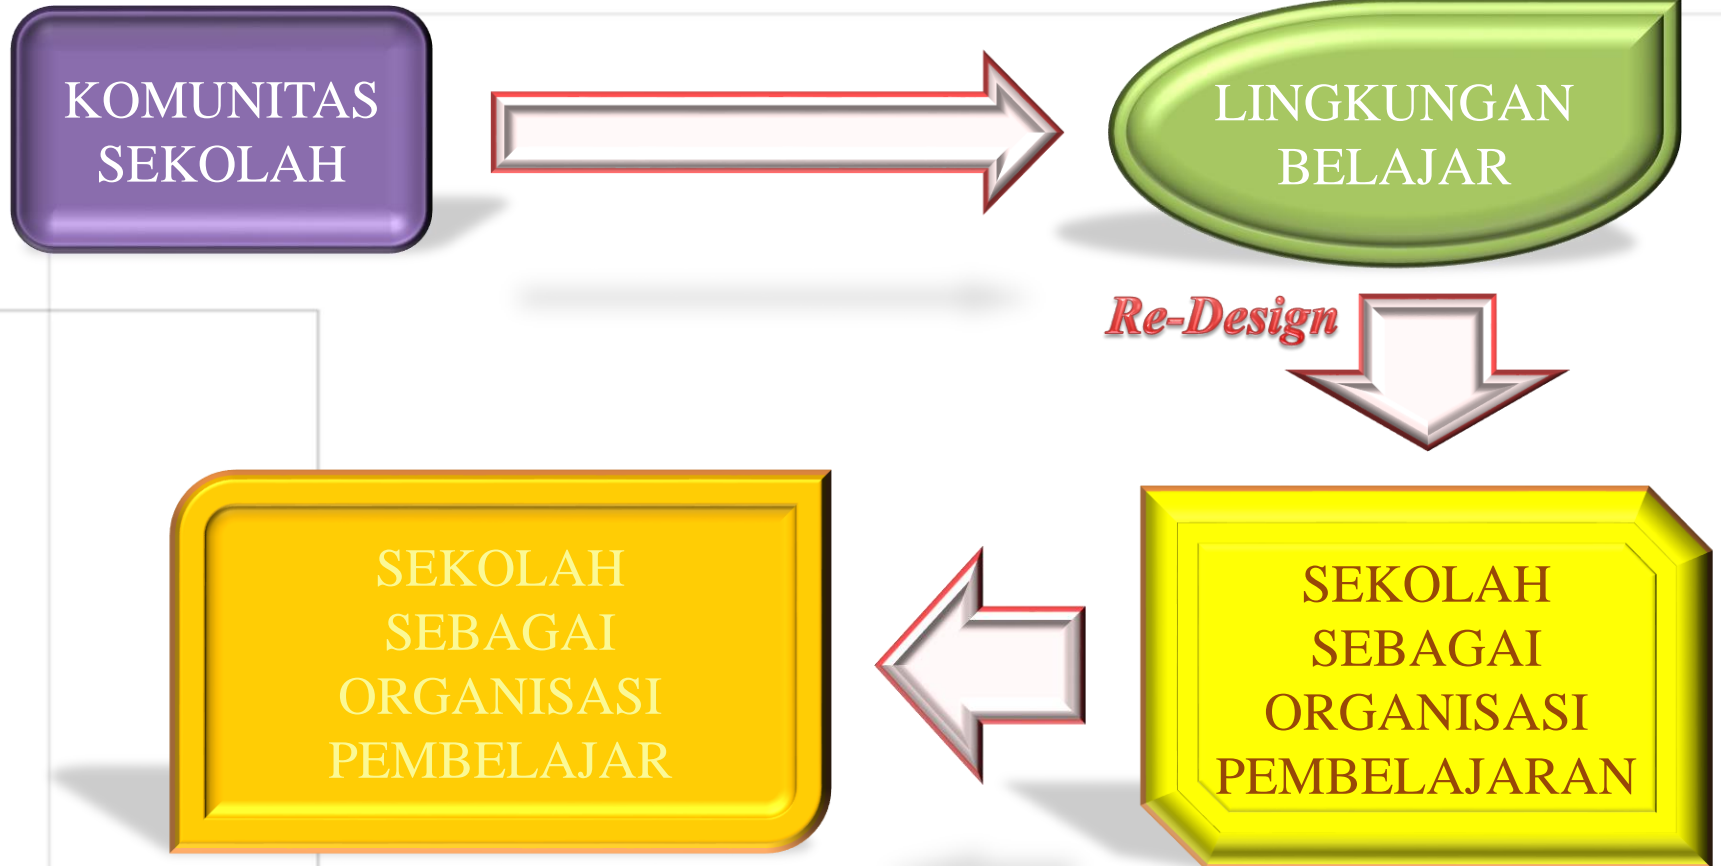 KOMUNITAS
SEKOLAH
LINGKUNGAN
BELAJAR
Re-Design
SEKOLAH
SEBAGAI
ORGANISASI
PEMBELAJARAN
SEKOLAH
SEBAGAI
ORGANISASI
PEMBELAJAR